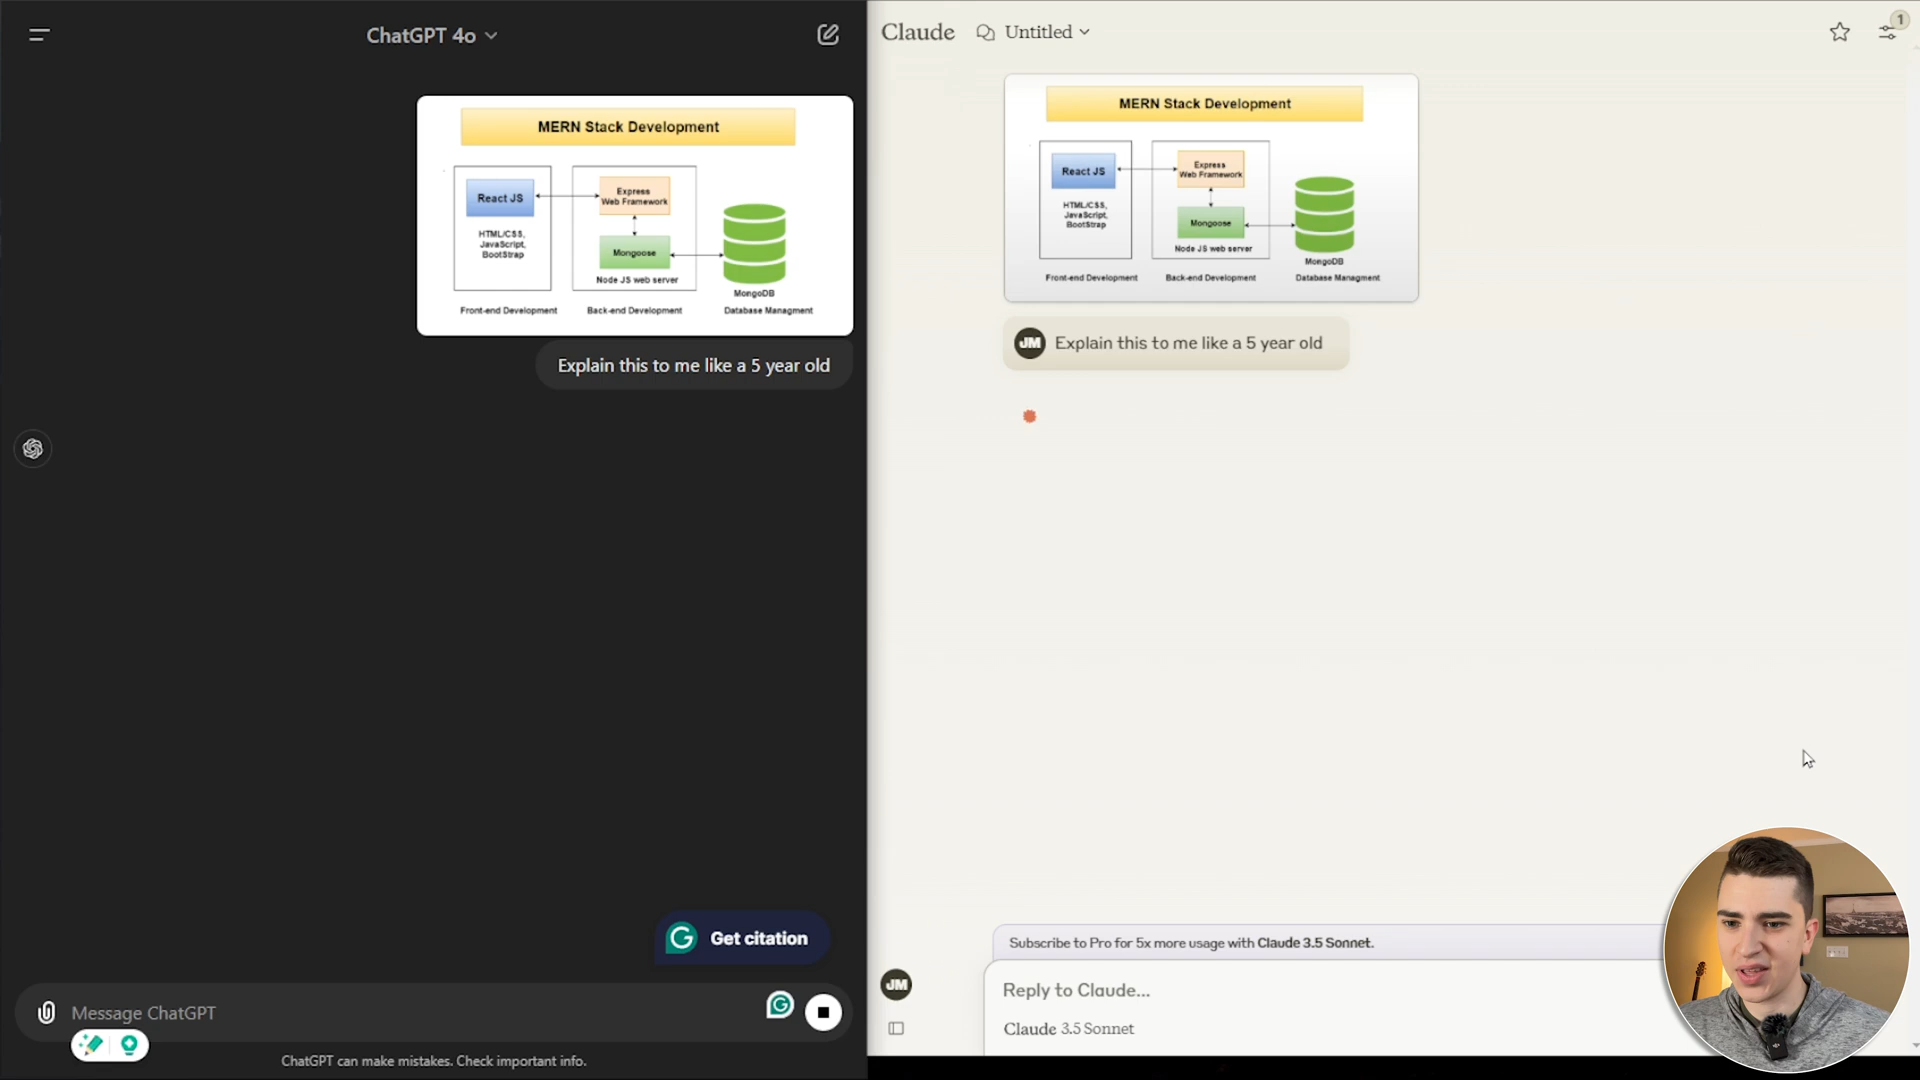 ChatGPT 4o
MERN Stack Development
React JS
HTML/CSS,
JavaScript,
BootStrap
Express
Web Framework
Mongoose
Node JS web server
MongoDB
Front-end Development
Back-end Development
Database Managment
Explain this to me like a 5 year old
Get citation
Message ChatGPT
ChatGPT can make mistakes. Check important info.
Claude
Untitled
1
MERN Stack Development
React JS
HTML/CSS,
JavaScript,
BootStrap
Express
Web Framework
Mongoose
Node JS web server
MongoDB
Front-end Development
Back-end Development
Database Managment
JM
Explain this to me like a 5 year old
Subscribe to Pro for 5x more usage with Claude 3.5 Sonnet.
JM
Reply to Claude...
Claude 3.5 Sonnet